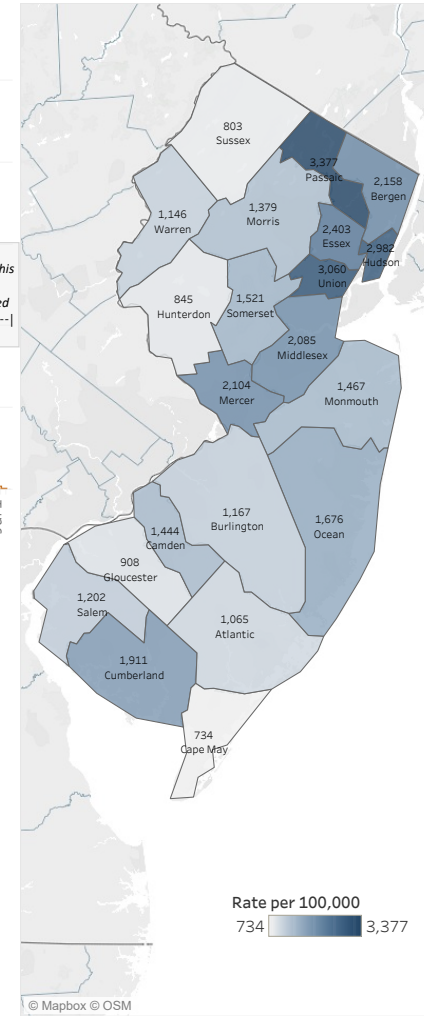 803
Sussex
3,377
Passaic
2,158
Bergen
1,146
Warren
1,379
Morris
2,403
Essex
2,982
Hudson
his
3,060
Union
845
Hunterdon
1,521
Somerset
ed
--|
2,085
Middlesex
2,104
Mercer
1,467
Monmouth
1,167
Burlington
1,676
Ocean
1,444
Camden
908
Gloucester
1,202
Salem
1,065
Atlantic
1,911
Cumberland
734
Cape May
Rate per 100,000
734 3,377
© Mapbox © OSM